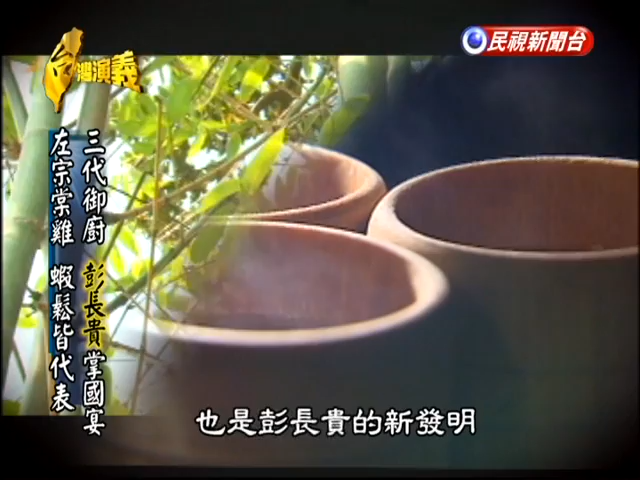 台灣演義
民視新聞台
三代御廚 彭長貴掌國宴
左宗棠雞 蝦鬆皆代表
也是彭長貴的新發明